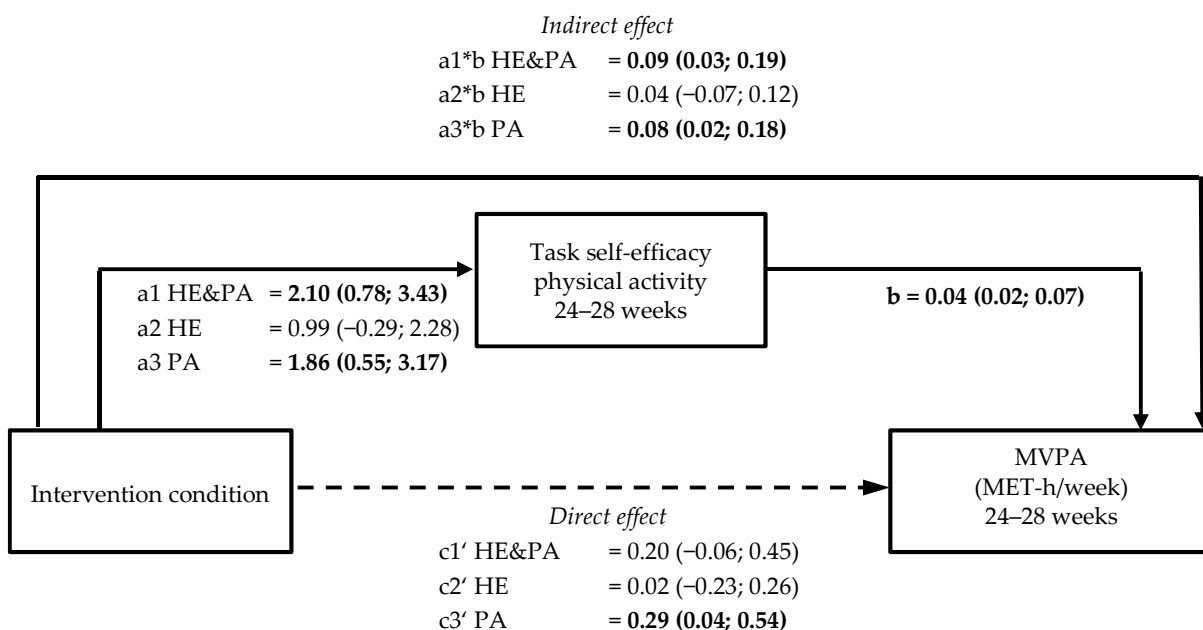 Indirect effect
a1*b HE&PA = 0.09 (0.03; 0.19)
a2*b HE = 0.04 (−0.07; 0.12)
a3*b PA = 0.08 (0.02; 0.18)
Task self-efficacy
physical activity
24–28 weeks
a1 HE&PA = 2.10 (0.78; 3.43)
a2 HE = 0.99 (−0.29; 2.28)
a3 PA = 1.86 (0.55; 3.17)
b = 0.04 (0.02; 0.07)
Intervention condition
MVPA
(MET-h/week)
24–28 weeks
Direct effect
c1‘ HE&PA = 0.20 (−0.06; 0.45)
c2‘ HE = 0.02 (−0.23; 0.26)
c3‘ PA = 0.29 (0.04; 0.54)